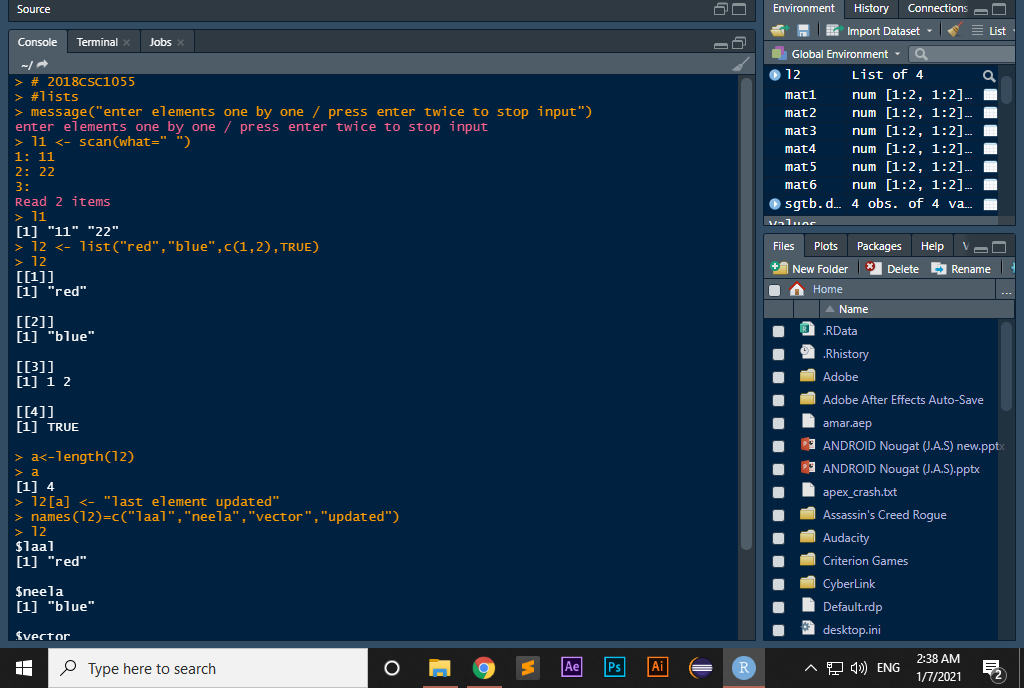 Source
Console Terminal Jobs
~/
> # 2018CSC1055
> #lists
> message("enter elements one by one / press enter twice to stop input")
enter elements one by one / press enter twice to stop input
> l1 <- scan(what=" ")
1: 11
2: 22
3:
Read 2 items
> l1
[1] "11" "22"
> l2 <- list("red","blue",c(1,2),TRUE)
> l2
[[1]]
[1] "red"
[[2]]
[1] "blue"
[[3]]
[1] 1 2
[[4]]
[1] TRUE
> a<-length(l2)
> a
[1] 4
> l2[a] <- "last element updated"
> names(l2)=c("laal","neela","vector","updated")
> l2
$laal
[1] "red"
$neela
[1] "blue"
$vector
Environment History Connections
Import Dataset List
Global Environment
l2 List of 4
mat1 num [1:2, 1:2]…
mat2 num [1:2, 1:2]…
mat3 num [1:2, 1:2]…
mat4 num [1:2, 1:2]…
mat5 num [1:2, 1:2]…
mat6 num [1:2, 1:2]…
sgtb.d… 4 obs. of 4 va…
values
Files Plots Packages Help V
New Folder Delete Rename
Home ...
Name
.RData
.Rhistory
Adobe
Adobe After Effects Auto-Save
amar.aep
ANDROID Nougat (J.A.S) new.pptx
ANDROID Nougat (J.A.S).pptx
apex_crash.txt
Assassin's Creed Rogue
Audacity
Criterion Games
CyberLink
Default.rdp
desktop.ini
Type here to search
Ae Ps Ai R
ENG
2:38 AM
1/7/2021
2